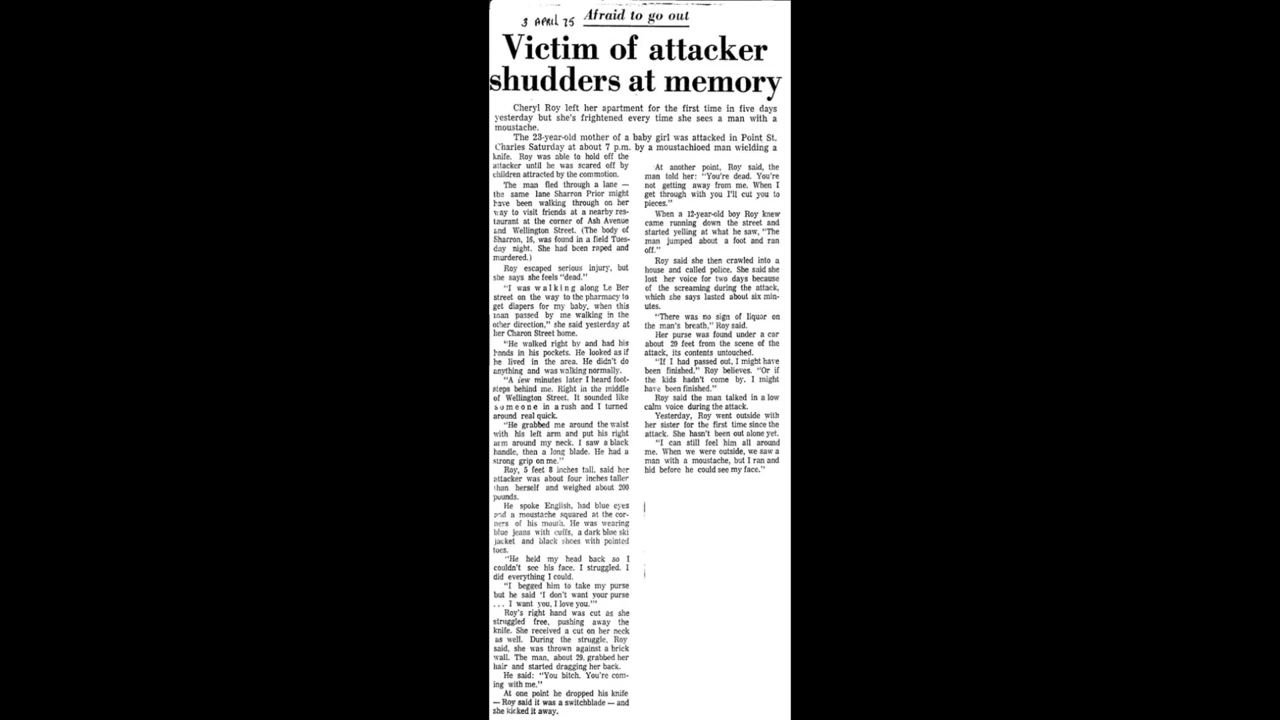 3 APRIL 75
Afraid to go out
Victim of attacker
shudders at memory
Cheryl Roy left her apartment for the first time in five days
yesterday but she's frightened every time she sees a man with a
moustache.
The 23-year-old mother of a baby girl was attacked in Point St.
Charles Saturday at about 7 p.m. by a moustachioed man wielding a
knife. Roy was able to hold off the
attacker until he was scared off by
children attracted by the commotion.
The man fled through a lane —
the same lane Sharron Prior might
have been walking through on her
way to visit friends at a nearby res-
taurant at the corner of Ash Avenue
and Wellington Street. (The body of
Sharron, 16, was found in a field Tues-
day night. She had been raped and
murdered.)
Roy escaped serious injury, but
she says she feels "dead."
"I was walking along Le Ber
street on the way to the pharmacy to
get diapers for my baby, when this
man passed by me walking in the
other direction," she said yesterday at
her Charon Street home.
"He walked right by and had his
hands in his pockets. He looked as if
he lived in the area. He didn't do
anything and was walking normally.
"A few minutes later I heard foot-
steps behind me. Right in the middle
of Wellington Street. It sounded like
someone in a rush and I turned
around real quick.
"He grabbed me around the waist
with his left arm and put his right
arm around my neck. I saw a black
handle, then a long blade. He had a
strong grip on me."
Roy, 5 feet 8 inches tall, said her
attacker was about four inches taller
than herself and weighed about 200
pounds.
He spoke English, had blue eyes
and a moustache squared at the cor-
ners of his mouth. He was wearing
blue jeans with cuffs, a dark blue ski
jacket and black shoes with pointed
toes.
"He held my head back so I
couldn't see his face. I struggled. I
did everything I could.
"I begged him to take my purse
but he said 'I don't want your purse
... I want you, I love you.'"
Roy's right hand was cut as she
struggled free, pushing away the
knife. She received a cut on her neck
as well. During the struggle, Roy
said, she was thrown against a brick
wall. The man, about 29, grabbed her
hair and started dragging her back.
He said: "You bitch. You're com-
ing with me."
At one point he dropped his knife
— Roy said it was a switchblade — and
she kicked it away.
At another point, Roy said, the
man told her: "You're dead. You're
not getting away from me. When I
get through with you I'll cut you to
pieces."
When a 12-year-old boy Roy knew
came running down the street and
started yelling at what he saw, "The
man jumped about a foot and ran
off."
Roy said she then crawled into a
house and called police. She said she
lost her voice for two days because
of the screaming during the attack,
which she says lasted about six min-
utes.
"There was no sign of liquor on
the man's breath," Roy said.
Her purse was found under a car
about 20 feet from the scene of the
attack, its contents untouched.
"If I had passed out, I might have
been finished," Roy believes. "Or if
the kids hadn't come by, I might
have been finished."
Roy said the man talked in a low
calm voice during the attack.
Yesterday, Roy went outside with
her sister for the first time since the
attack. She hasn't been out alone yet.
"I can still feel him all around
me. When we were outside, we saw a
man with a moustache, but I ran and
hid before he could see my face."